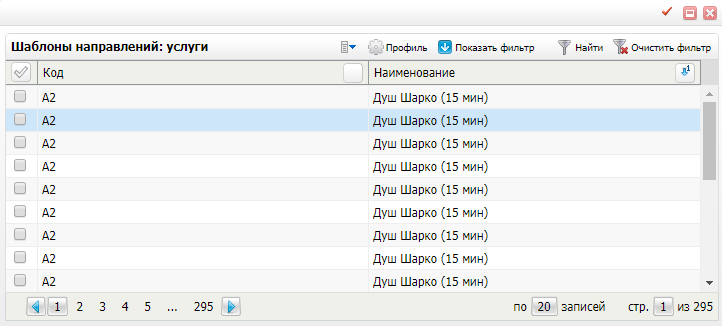 Шаблоны направлений: услуги Профиль Показать фильтр Найти Очистить фильтр
Код Наименование 1
A2 Душ Шарко (15 мин)
A2 Душ Шарко (15 мин)
A2 Душ Шарко (15 мин)
A2 Душ Шарко (15 мин)
A2 Душ Шарко (15 мин)
A2 Душ Шарко (15 мин)
A2 Душ Шарко (15 мин)
A2 Душ Шарко (15 мин)
A2 Душ Шарко (15 мин)
1 2 3 4 5 ... 295 по 20 записей стр. 1 из 295